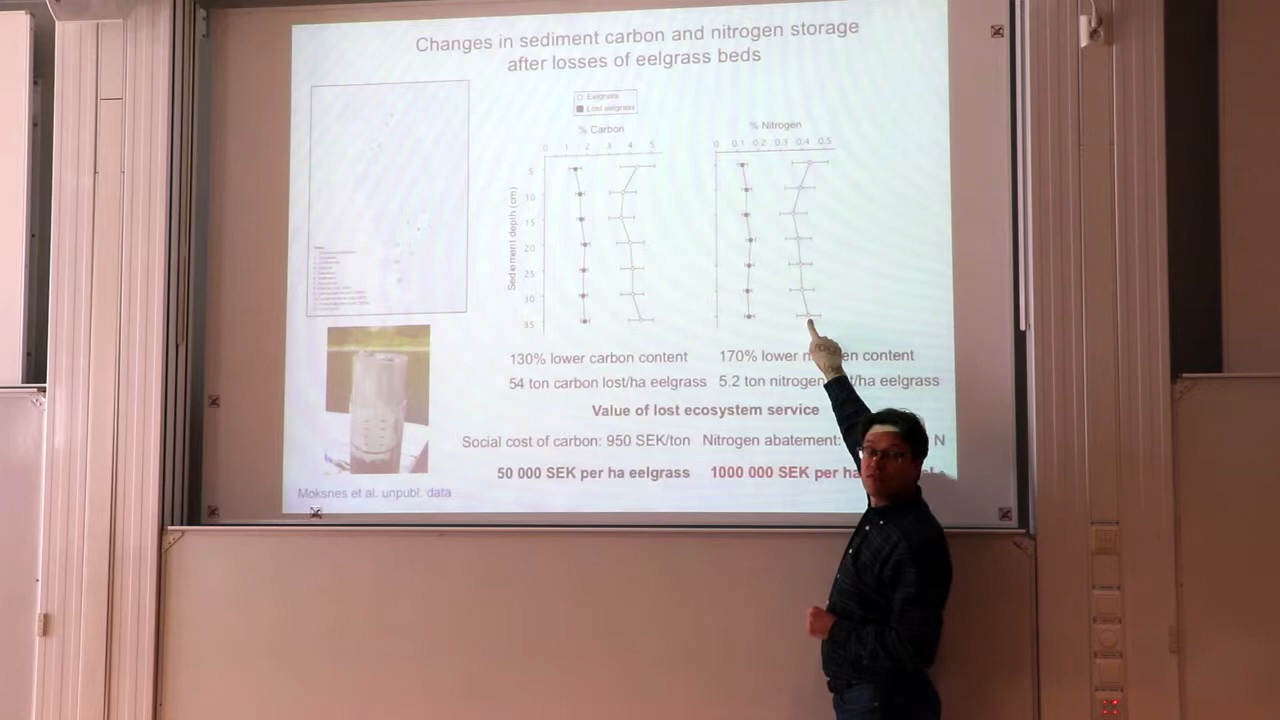 Changes in sediment carbon and nitrogen storage
after losses of eelgrass beds
Eelgrass
Lost eelgrass
% Carbon
0 1 2 3 4 5
% Nitrogen
0 0.1 0.2 0.3 0.4 0.5
Sediement depth (cm)
5
10
15
20
25
30
35
130% lower carbon content
170% lower n en content
54 ton carbon lost/ha eelgrass
5.2 ton nitrogen t/ha eelgrass
Value of lost ecosystem service
Social cost of carbon: 950 SEK/ton
Nitrogen abatement: N
50 000 SEK per ha eelgrass
1000 000 SEK per ha
Moksnes et al. unpubl. data